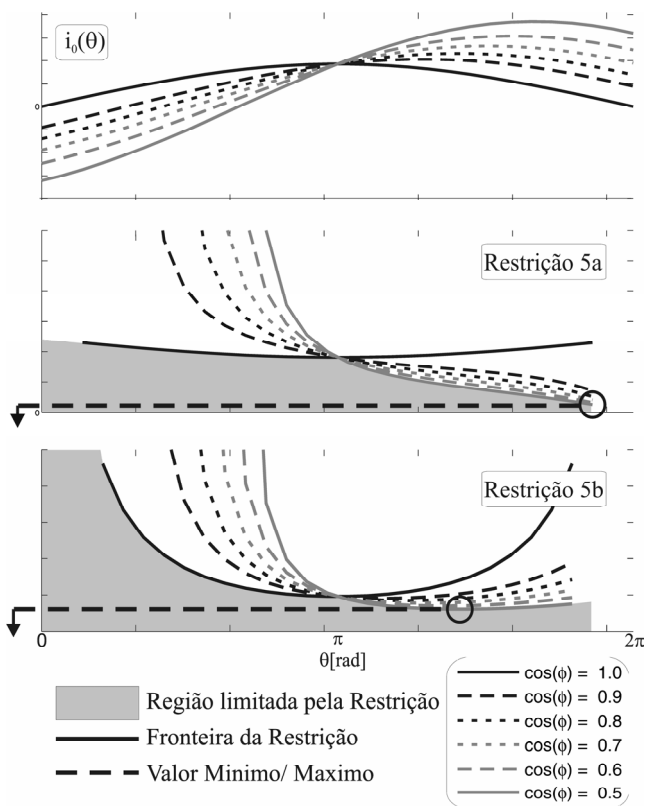 i₀(θ)
0
Restrição 5a
0
Restrição 5b
0
π
2π
θ[rad]
Região limitada pela Restrição
Fronteira da Restrição
Valor Minimo/ Maximo
cos(ϕ) = 1.0
cos(ϕ) = 0.9
cos(ϕ) = 0.8
cos(ϕ) = 0.7
cos(ϕ) = 0.6
cos(ϕ) = 0.5